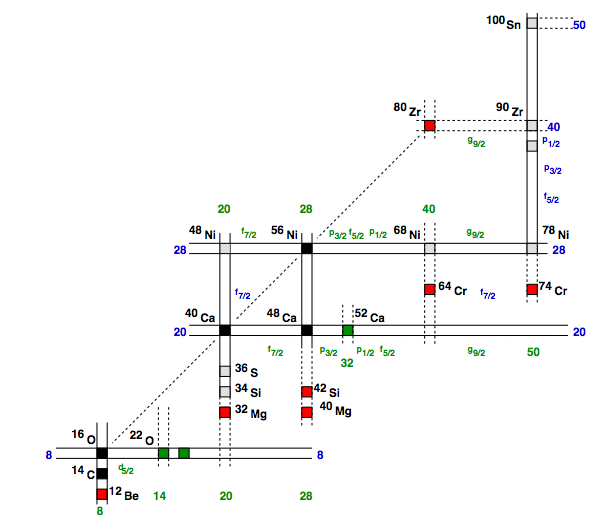 100Sn 50
80Zr 90Zr
40
g9/2 p1/2
p3/2
f5/2
20 28 40
48Ni f7/2 56Ni p3/2 f5/2 p1/2 68Ni g9/2 78Ni
28 28
64Cr f7/2 74Cr
f7/2
40Ca 48Ca 52Ca
20 20
f7/2 p3/2 p1/2 f5/2 g9/2 50
32
36S
34Si 42Si
32Mg 40Mg
16O 22O
8 8
14C d5/2
12Be 14 20 28
8